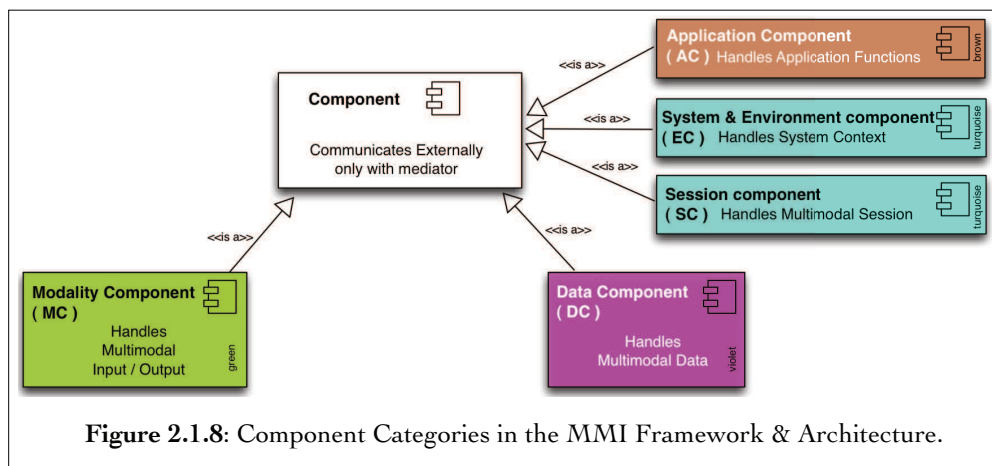 Application Component
( AC ) Handles Application Functions
brown
<<is a>>
Component
Communicates Externally
only with mediator
System & Environment component
( EC ) Handles System Context
turquoise
<<is a>>
Session component
( SC ) Handles Multimodal Session
turquoise
<<is a>>
<<is a>>
<<is a>>
Modality Component
( MC )
Handles
Multimodal
Input / Output
green
Data Component
( DC )
Handles
Multimodal Data
violet
Figure 2.1.8: Component Categories in the MMI Framework & Architecture.